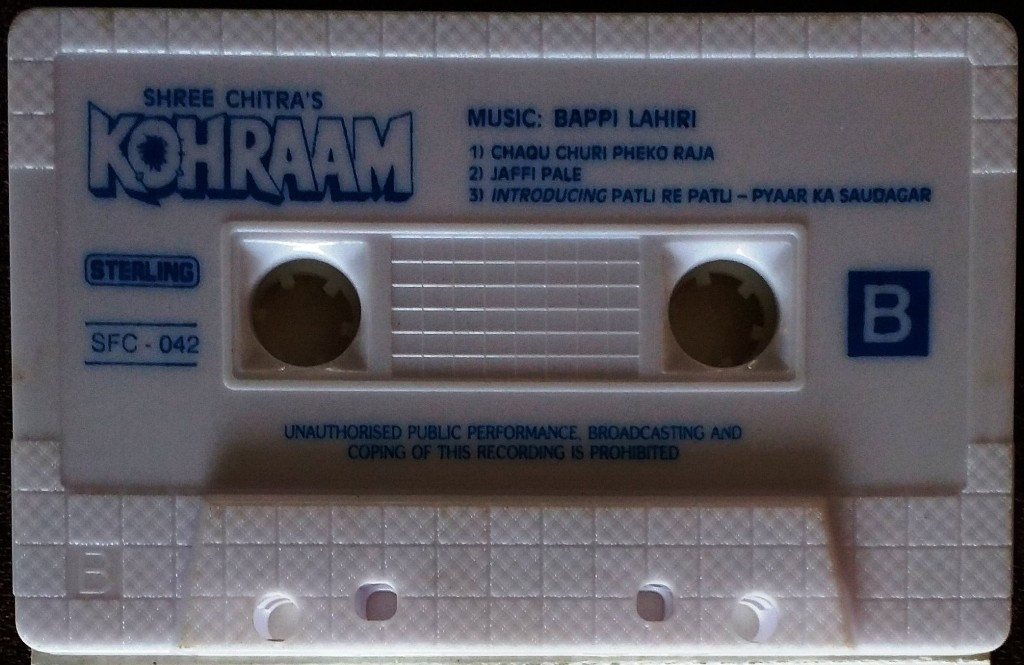 SHREE CHITRA'S
KOHRAAM
MUSIC: BAPPI LAHIRI
1) CHAQU CHURI PHEKO RAJA
2) JAFFI PALE
3) INTRODUCING PATLI RE PATLI – PYAAR KA SAUDAGAR
STERLING
SFC - 042
B
UNAUTHORISED PUBLIC PERFORMANCE, BROADCASTING AND
COPING OF THIS RECORDING IS PROHIBITED
B